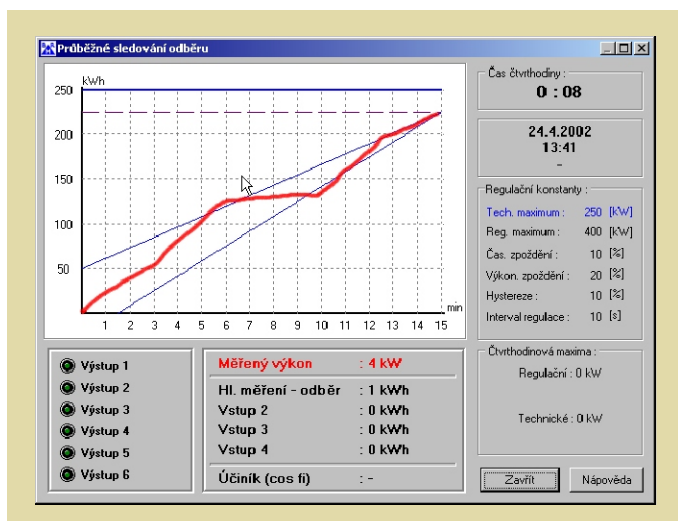 Průběžné sledování odběru
kWh
250
200
150
100
50
1 2 3 4 5 6 7 8 9 10 11 12 13 14 15
min
Čas čtvrthodiny :
0 : 08
24.4.2002
13:41
-
Regulační konstanty :
Tech. maximum : 250 [kW]
Reg. maximum : 400 [kW]
Čas. zpoždění : 10 [%]
Výkon. zpoždění : 20 [%]
Hystereze : 10 [%]
Interval regulace : 10 [s]
Čtvrthodinová maxima :
Regulační : 0 kW
Technické : 0 kW
Výstup 1
Výstup 2
Výstup 3
Výstup 4
Výstup 5
Výstup 6
Měřený výkon : 4 kW
Hl. měření - odběr : 1 kWh
Vstup 2 : 0 kWh
Vstup 3 : 0 kWh
Vstup 4 : 0 kWh
Účiník (cos fi) : -
Zavřít
Nápověda